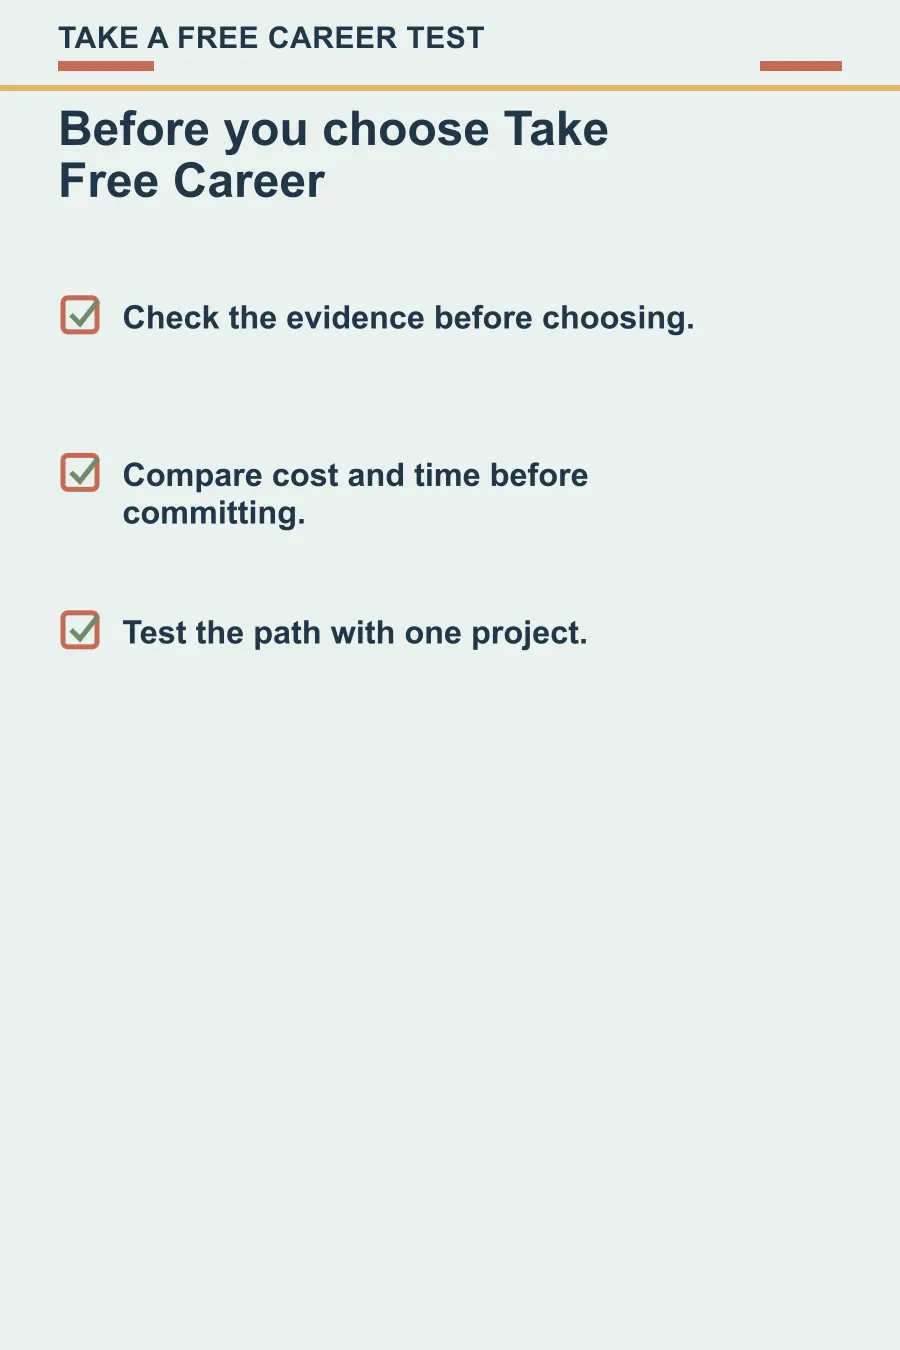 TAKE A FREE CAREER TEST
Before you choose Take
Free Career
Check the evidence before choosing.
Compare cost and time before
committing.
Test the path with one project.